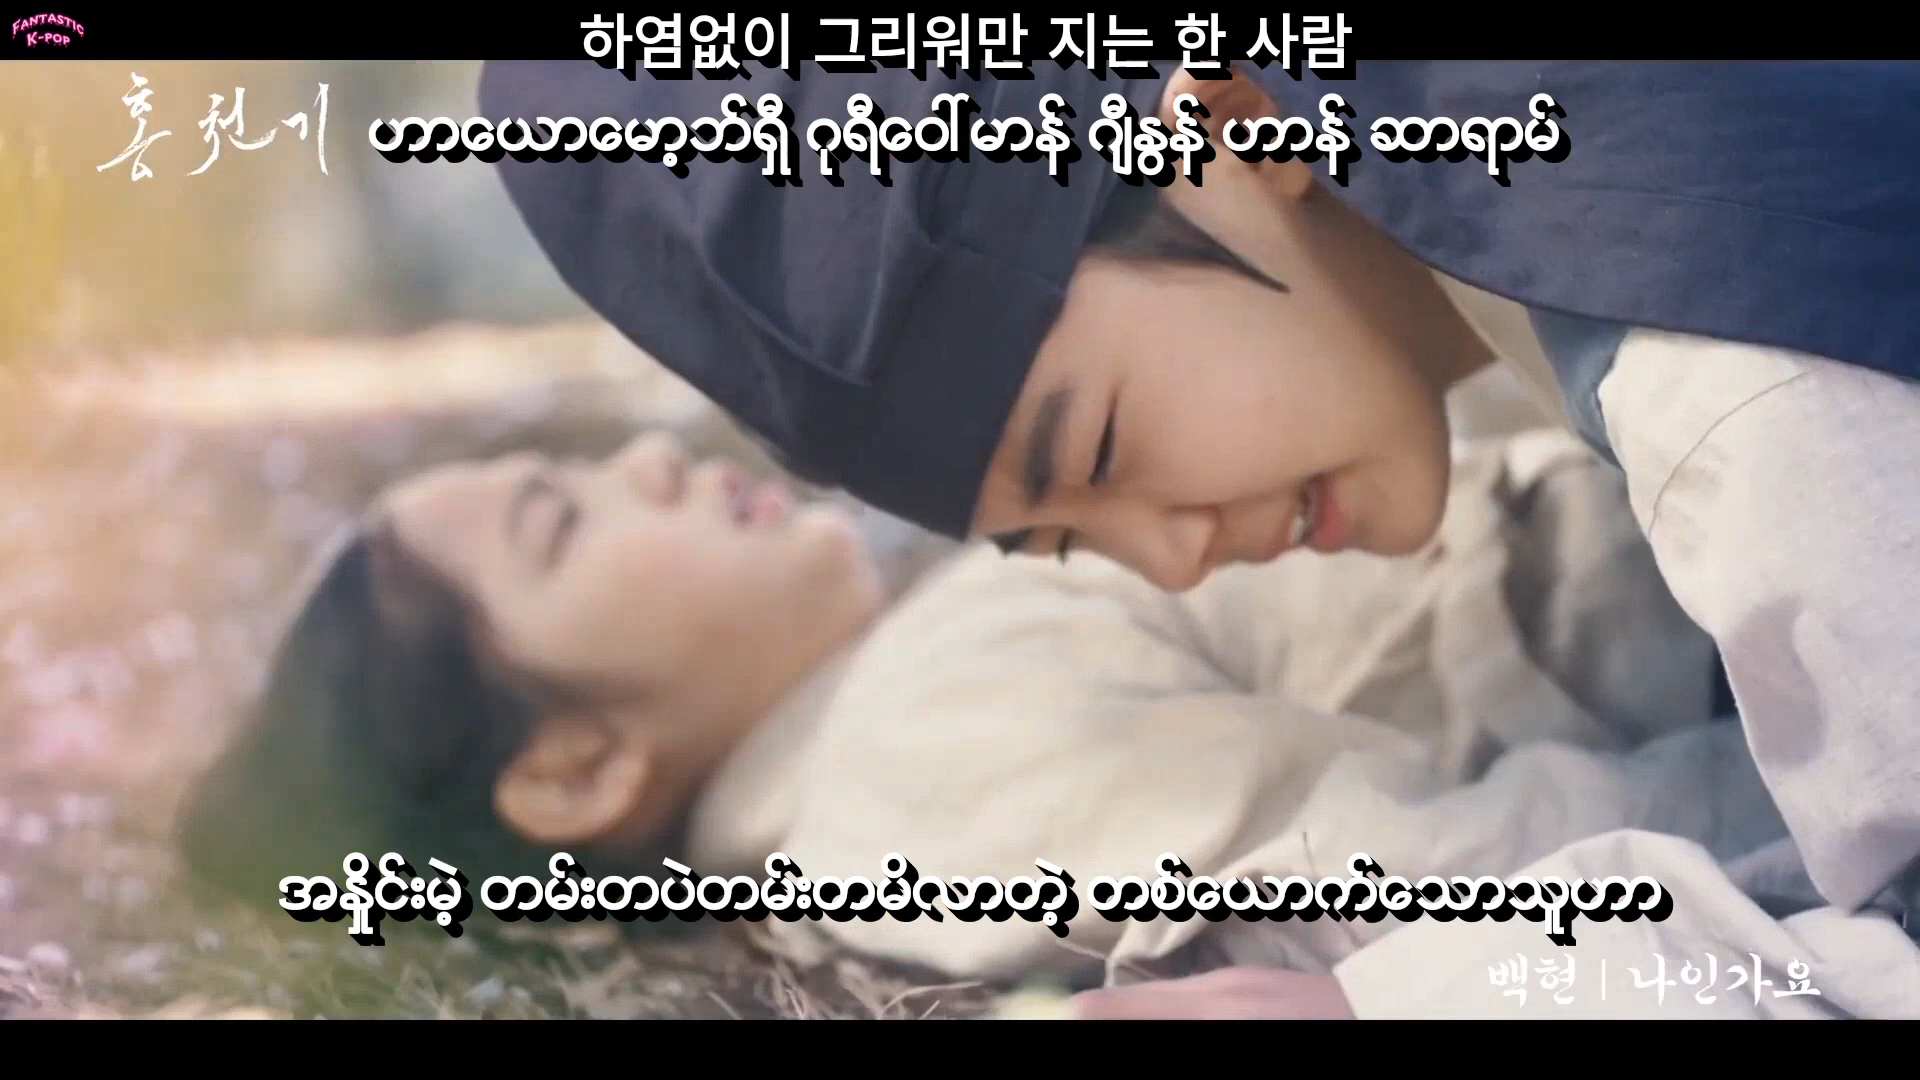 FANTASTIC
K-POP
하염없이 그리워만 지는 한 사람
홍천기
ဟာယောမော့ဘ်ရှီ ဂုရီဝေါ်မာန် ဂျီနွန် ဟာန် ဆာရာမ်
အနှိုင်းမဲ့ တမ်းတပဲတမ်းတမိလာတဲ့ တစ်ယောက်သောသူဟာ
백현 | 나인가요